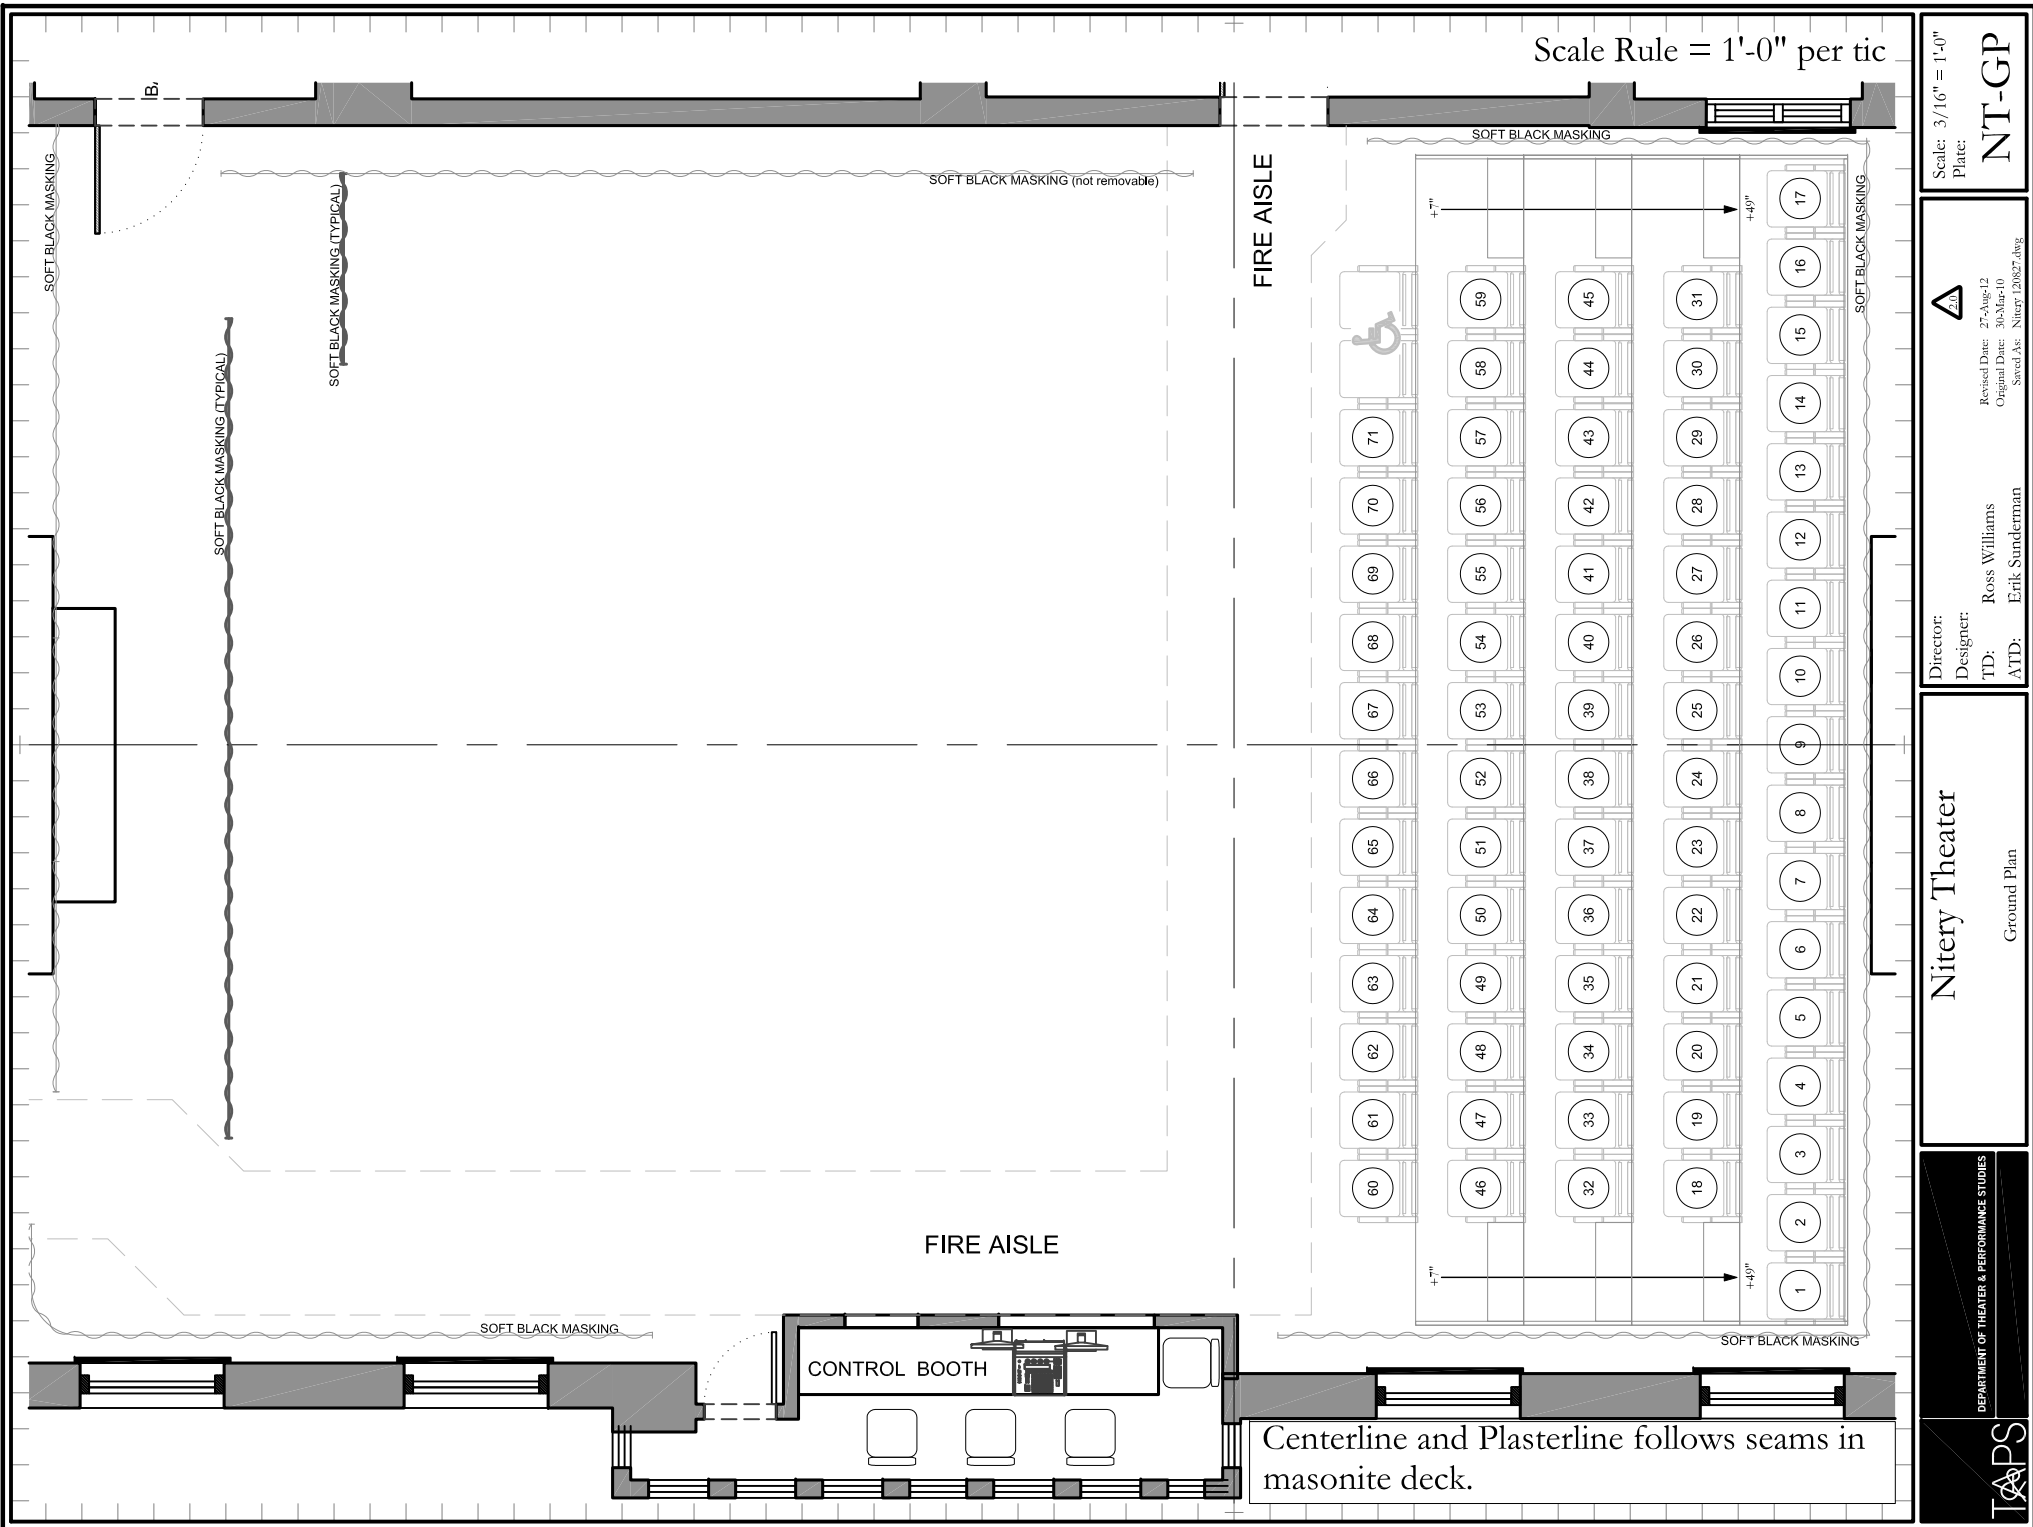 Scale Rule = 1'-0" per tic
B.
SOFT BLACK MASKING
SOFT BLACK MASKING (TYPICAL)
SOFT BLACK MASKING (TYPICAL)
SOFT BLACK MASKING (not removable)
FIRE AISLE
SOFT BLACK MASKING
SOFT BLACK MASKING
+7"
+49"
17
16
15
14
13
12
11
10
9
8
7
6
5
4
3
2
1
31
30
29
28
27
26
25
24
23
22
21
20
19
18
45
44
43
42
41
40
39
38
37
36
35
34
33
32
59
58
57
56
55
54
53
52
51
50
49
48
47
46
71
70
69
68
67
66
65
64
63
62
61
60
+7"
+49"
FIRE AISLE
SOFT BLACK MASKING
SOFT BLACK MASKING
CONTROL BOOTH
Centerline and Plasterline follows seams in
masonite deck.
Scale: 3/16" = 1'-0"
Plate:
NT-GP
2.0
Revised Date: 27-Aug-12
Original Date: 30-Mar-10
Saved As: Nitery 120827.dwg
Director:
Designer:
TD: Ross Williams
ATD: Erik Sunderman
Nitery Theater
Ground Plan
DEPARTMENT OF THEATER & PERFORMANCE STUDIES
TAPS